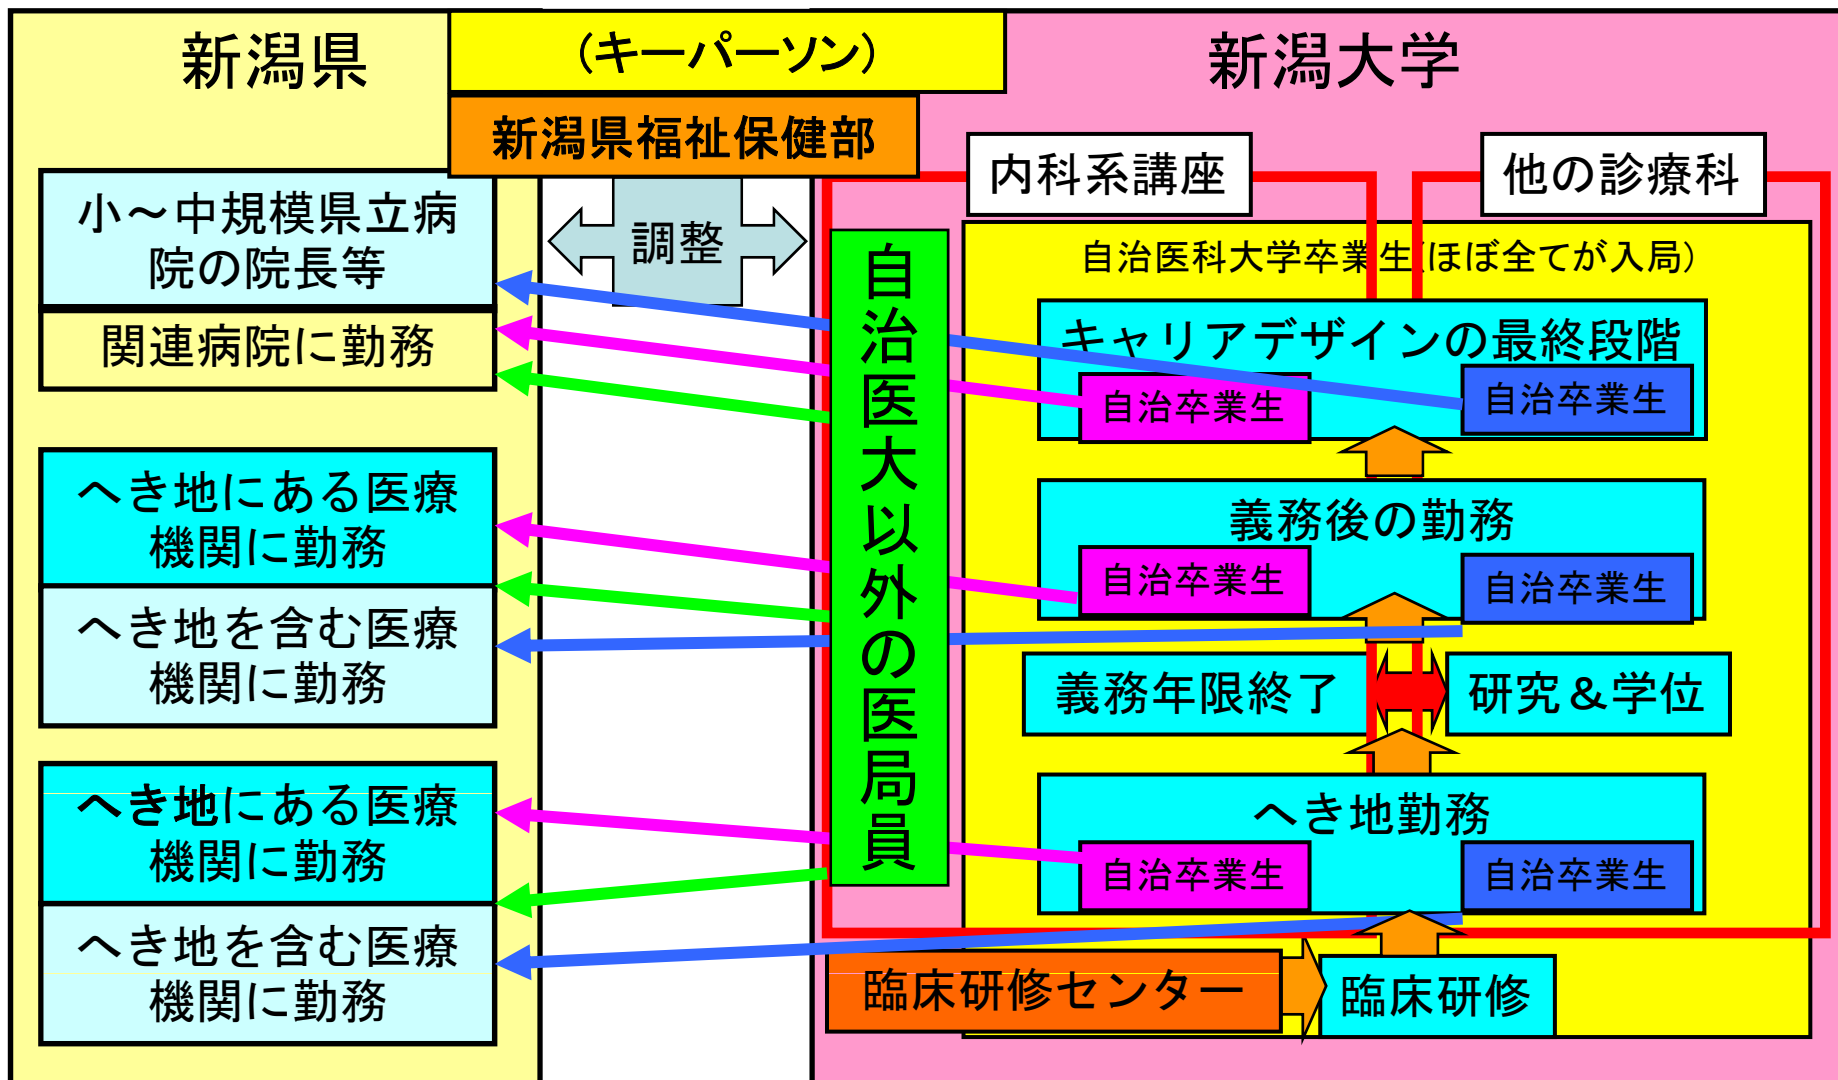 新潟県
(キーパーソン)
新潟大学
新潟県福祉保健部
調整
小～中規模県立病
院の院長等
関連病院に勤務
へき地にある医療
機関に勤務
へき地を含む医療
機関に勤務
へき地にある医療
機関に勤務
へき地を含む医療
機関に勤務
自治医大以外の医局員
内科系講座
他の診療科
自治医科大学卒業生(ほぼ全てが入局)
キャリアデザインの最終段階
自治卒業生
自治卒業生
義務後の勤務
自治卒業生
自治卒業生
義務年限終了
研究＆学位
へき地勤務
自治卒業生
自治卒業生
臨床研修センター
臨床研修